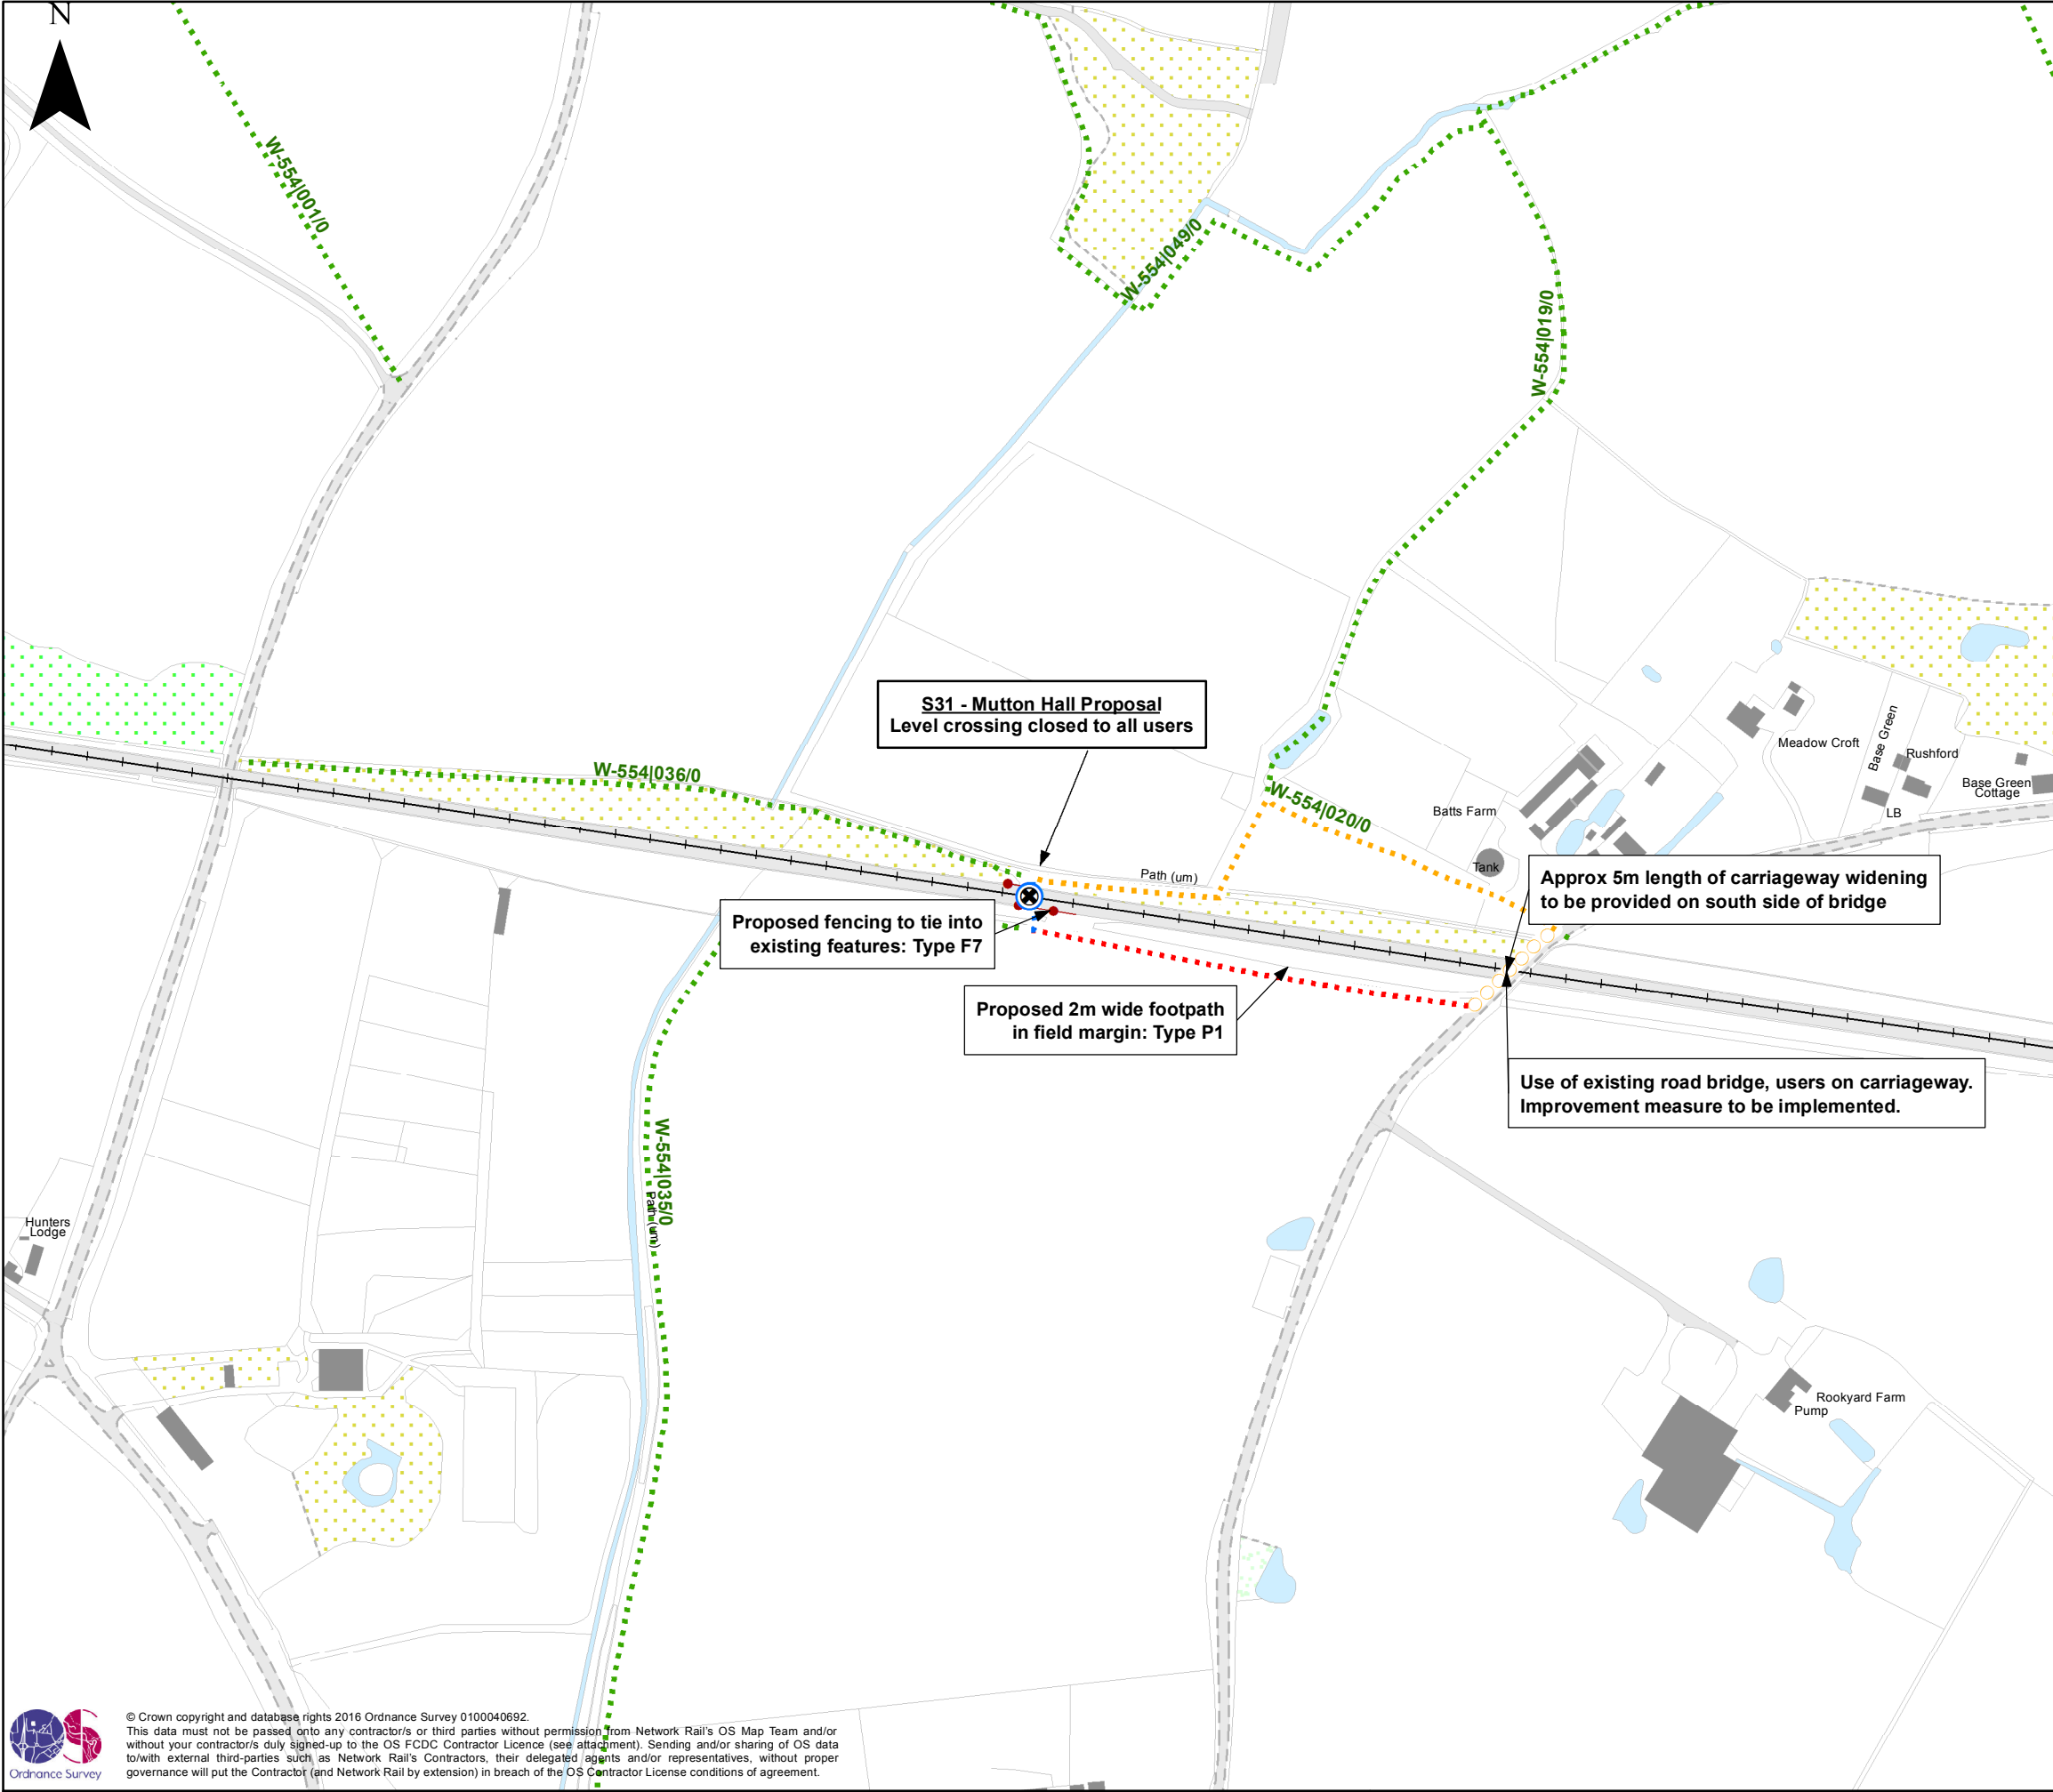 N
W-554|001/0
W-554|049/0
W-554|019/0
S31 - Mutton Hall Proposal
Level crossing closed to all users
W-554|036/0
W-554|020/0
Meadow Croft
Base Green
Rushford
Base Green
Cottage
LB
Batts Farm
Tank
Path (um)
Approx 5m length of carriageway widening
to be provided on south side of bridge
Proposed fencing to tie into
existing features: Type F7
Proposed 2m wide footpath
in field margin: Type P1
Use of existing road bridge, users on carriageway.
Improvement measure to be implemented.
W-554|035/0
Path (um)
Hunters
Lodge
Rookyard Farm
Pump
Ordnance Survey
© Crown copyright and database rights 2016 Ordnance Survey 0100040692.
This data must not be passed onto any contractor/s or third parties without permission from Network Rail's OS Map Team and/or
without your contractor/s duly signed-up to the OS FCDC Contractor Licence (see attachment). Sending and/or sharing of OS data
to/with external third-parties such as Network Rail's Contractors, their delegated agents and/or representatives, without proper
governance will put the Contractor (and Network Rail by extension) in breach of the OS Contractor License conditions of agreement.